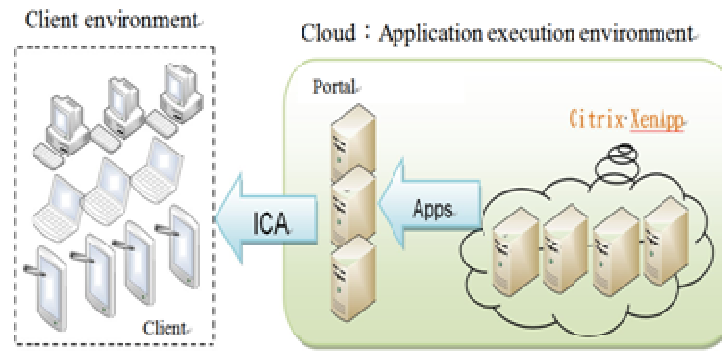 Client environment
Cloud：Application execution environment
Portal
Citrix XenApp
ICA
Apps
Client